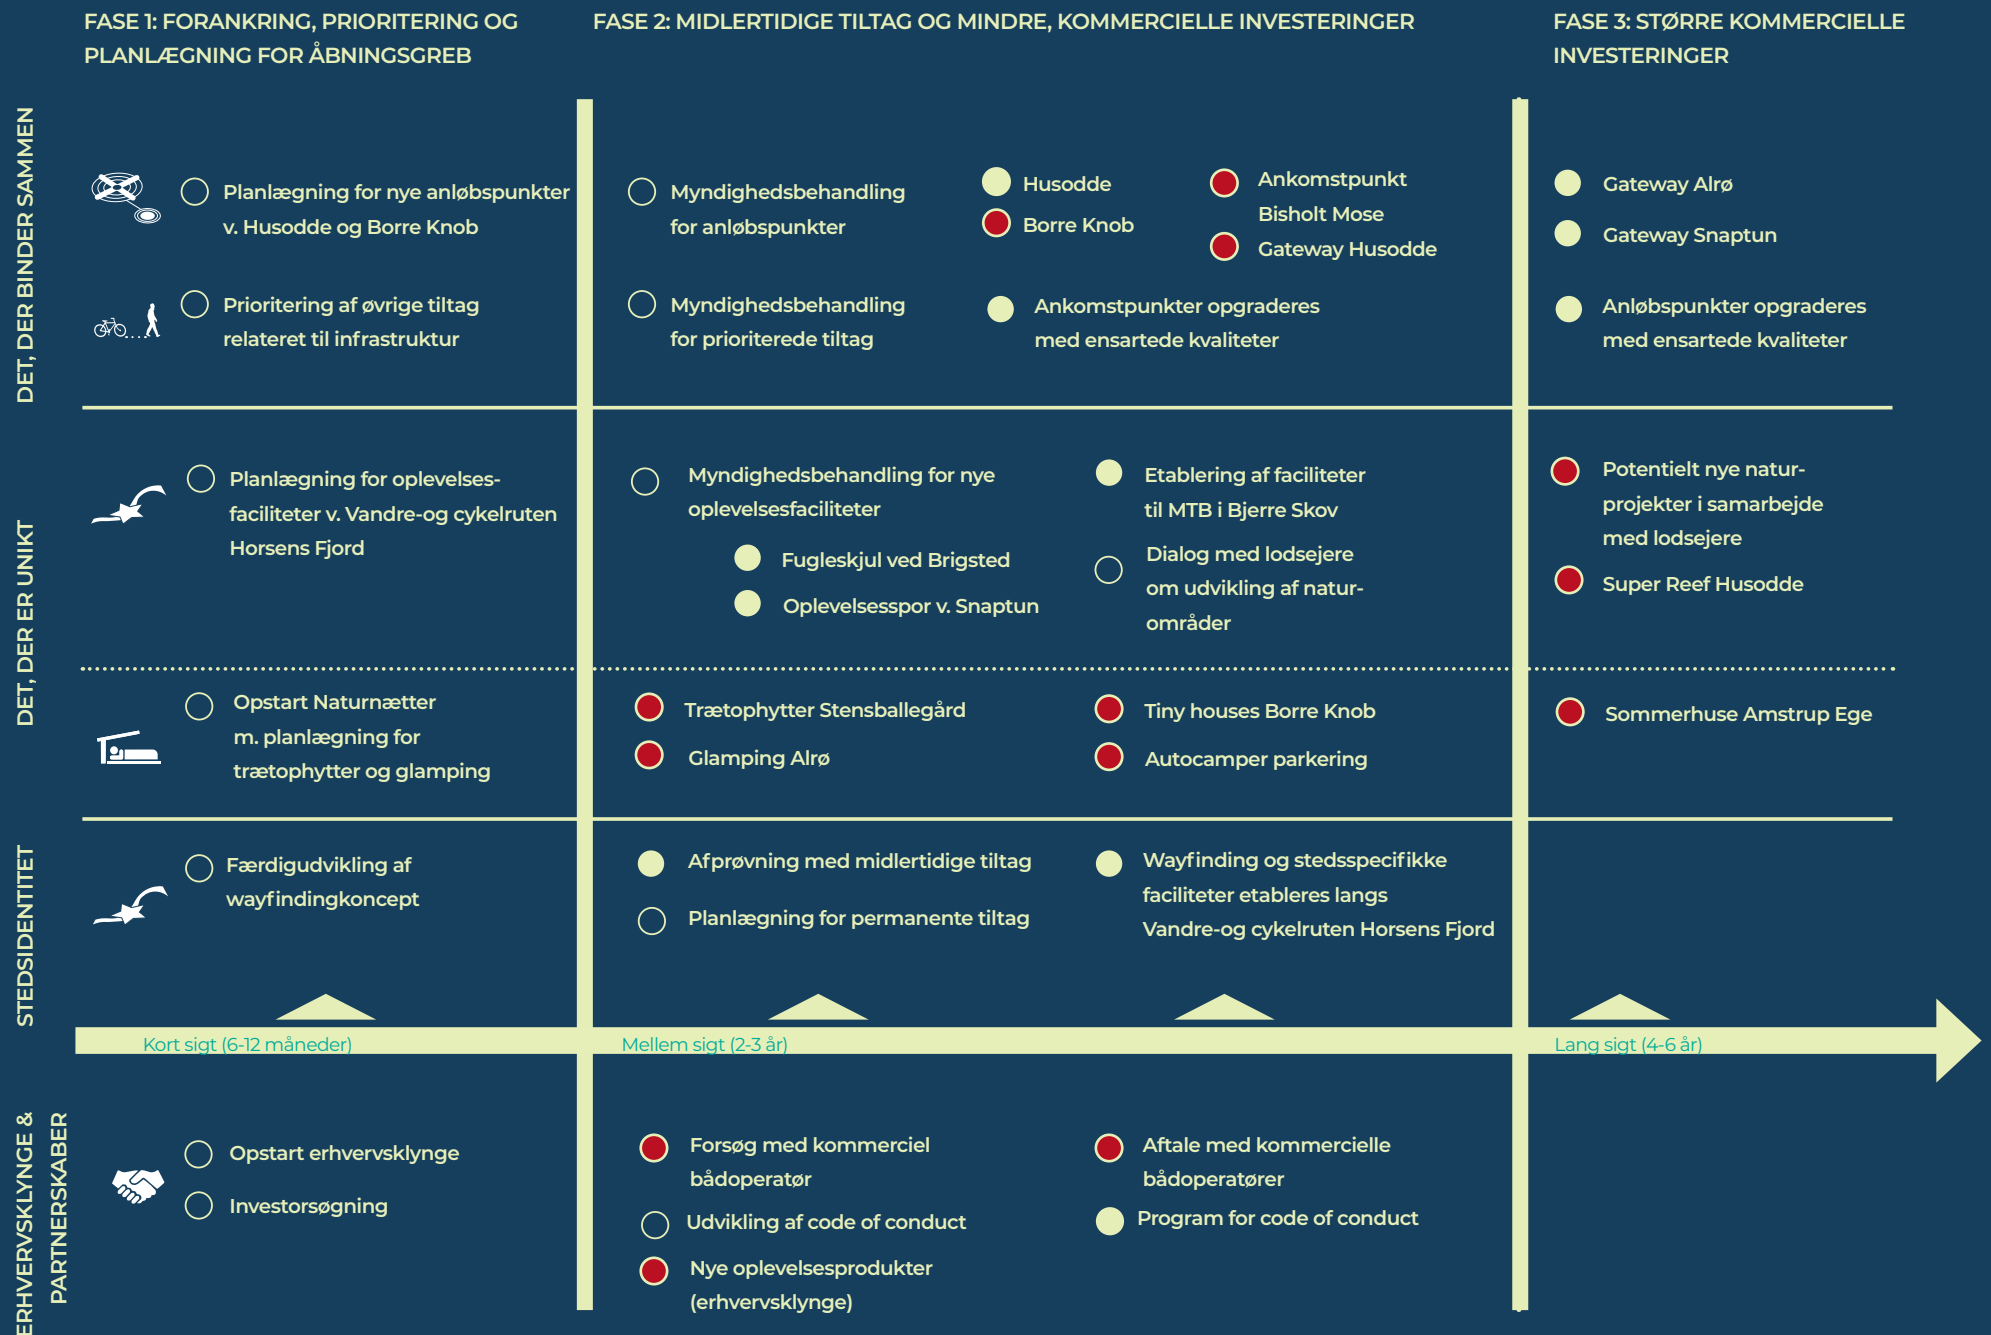 FASE 1: FORANKRING, PRIORITERING OG
PLANLÆGNING FOR ÅBNINGSGREB
FASE 2: MIDLERTIDIGE TILTAG OG MINDRE, KOMMERCIELLE INVESTERINGER
FASE 3: STØRRE KOMMERCIELLE
INVESTERINGER
DET, DER BINDER SAMMEN
Planlægning for nye anløbspunkter
v. Husodde og Borre Knob
Prioritering af øvrige tiltag
relateret til infrastruktur
Myndighedsbehandling
for anløbspunkter
Myndighedsbehandling
for prioriterede tiltag
Husodde
Borre Knob
Ankomstpunkt
Bisholt Mose
Gateway Husodde
Ankomstpunkter opgraderes
med ensartede kvaliteter
Gateway Alrø
Gateway Snaptun
Anløbspunkter opgraderes
med ensartede kvaliteter
DET, DER ER UNIKT
Planlægning for oplevelses-
faciliteter v. Vandre-og cykelruten
Horsens Fjord
Myndighedsbehandling for nye
oplevelsesfaciliteter
Fugleskjul ved Brigsted
Oplevelsesspor v. Snaptun
Etablering af faciliteter
til MTB i Bjerre Skov
Dialog med lodsejere
om udvikling af natur-
områder
Potentielt nye natur-
projekter i samarbejde
med lodsejere
Super Reef Husodde
Opstart Naturnætter
m. planlægning for
trætophytter og glamping
Trætophytter Stensballegård
Glamping Alrø
Tiny houses Borre Knob
Autocamper parkering
Sommerhuse Amstrup Ege
STEDSIDENTITET
Færdigudvikling af
wayfindingkoncept
Afprøvning med midlertidige tiltag
Planlægning for permanente tiltag
Wayfinding og stedsspecifikke
faciliteter etableres langs
Vandre-og cykelruten Horsens Fjord
Kort sigt (6-12 måneder)
Mellem sigt (2-3 år)
Lang sigt (4-6 år)
ERHVERVSKLYNGE &
PARTNERSKABER
Opstart erhvervsklynge
Investorsøgning
Forsøg med kommerciel
bådoperatør
Udvikling af code of conduct
Nye oplevelsesprodukter
(erhvervsklynge)
Aftale med kommercielle
bådoperatører
Program for code of conduct